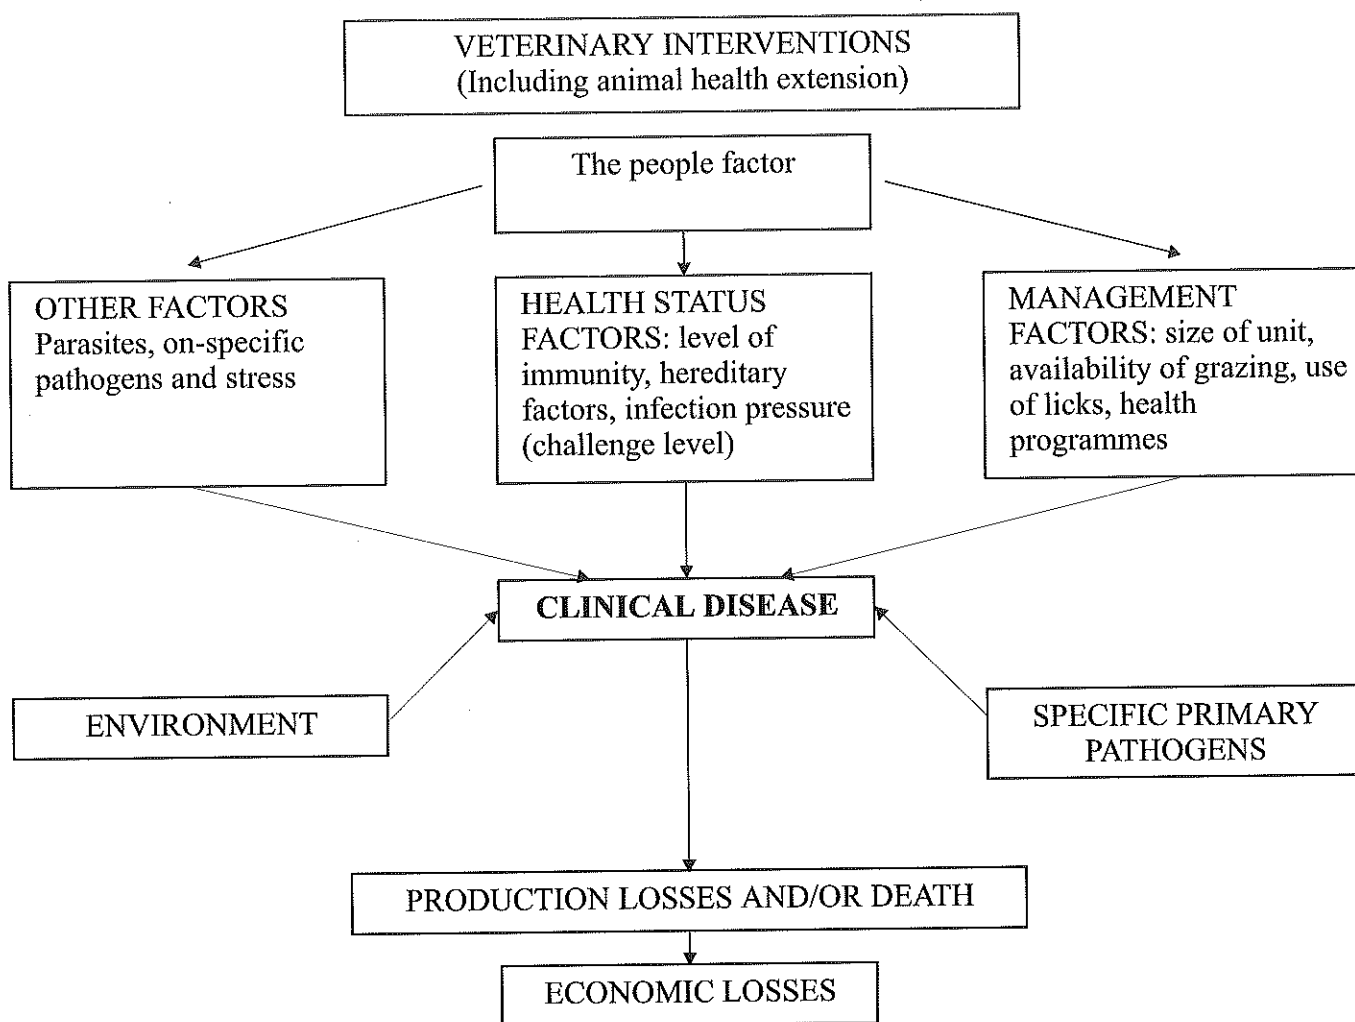 VETERINARY INTERVENTIONS
(Including animal health extension)
The people factor
OTHER FACTORS
Parasites, on-specific
pathogens and stress
HEALTH STATUS
FACTORS: level of
immunity, hereditary
factors, infection pressure
(challenge level)
MANAGEMENT
FACTORS: size of unit,
availability of grazing, use
of licks, health
programmes
CLINICAL DISEASE
ENVIRONMENT
SPECIFIC PRIMARY
PATHOGENS
PRODUCTION LOSSES AND/OR DEATH
ECONOMIC LOSSES